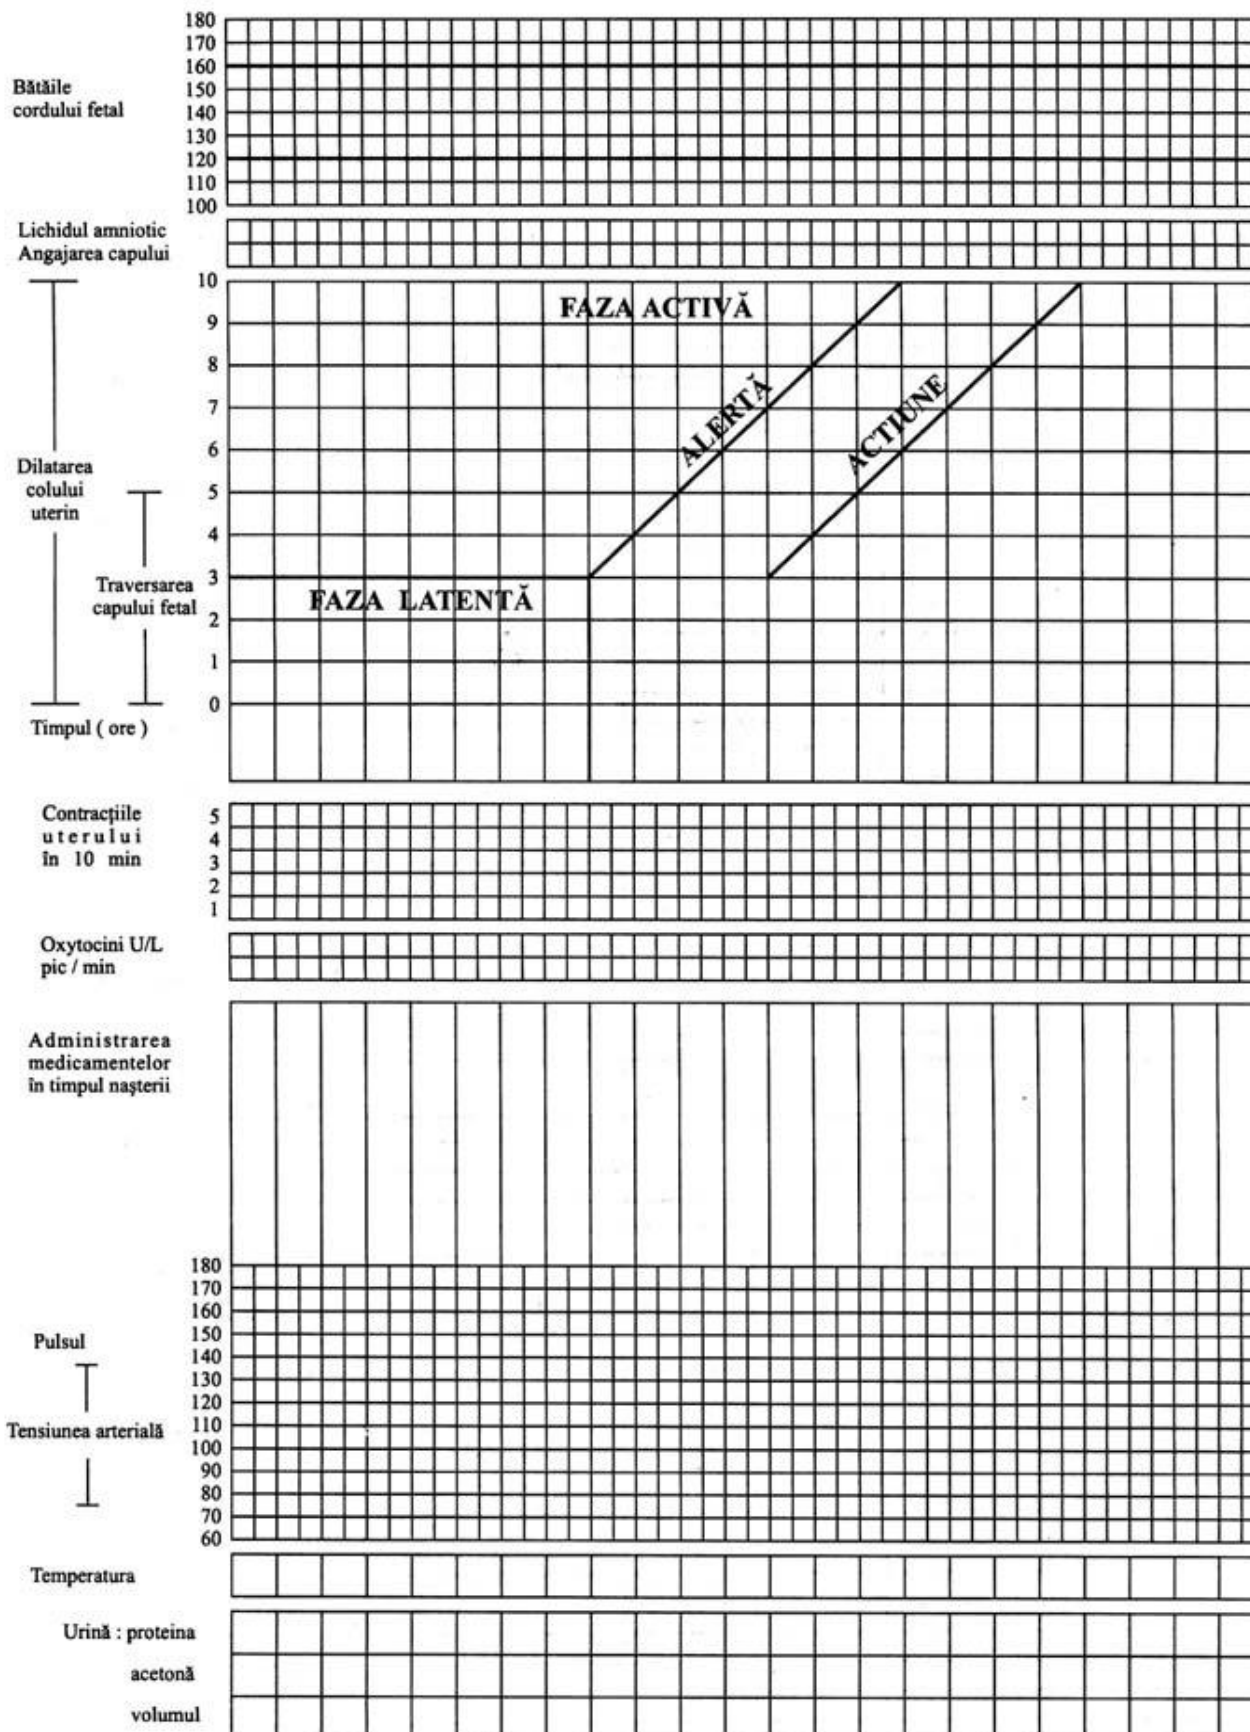 180
170
160
150
140
130
120
110
100
Bătăile
cordului fetal
Lichidul amniotic
Angajarea capului
10
9
8
7
6
5
4
3
2
1
0
FAZA ACTIVĂ
ALERTĂ
ACȚIUNE
FAZA LATENTĂ
Dilatarea
colului
uterin
Traversarea
capului fetal
Timpul ( ore )
Contracțiile
uterului
în 10 min
5
4
3
2
1
Oxytocini U/L
pic / min
Administrarea
medicamentelor
în timpul nașterii
180
170
160
150
140
130
120
110
100
90
80
70
60
Pulsul
Tensiunea arterială
Temperatura
Urină : proteina
acetonă
volumul